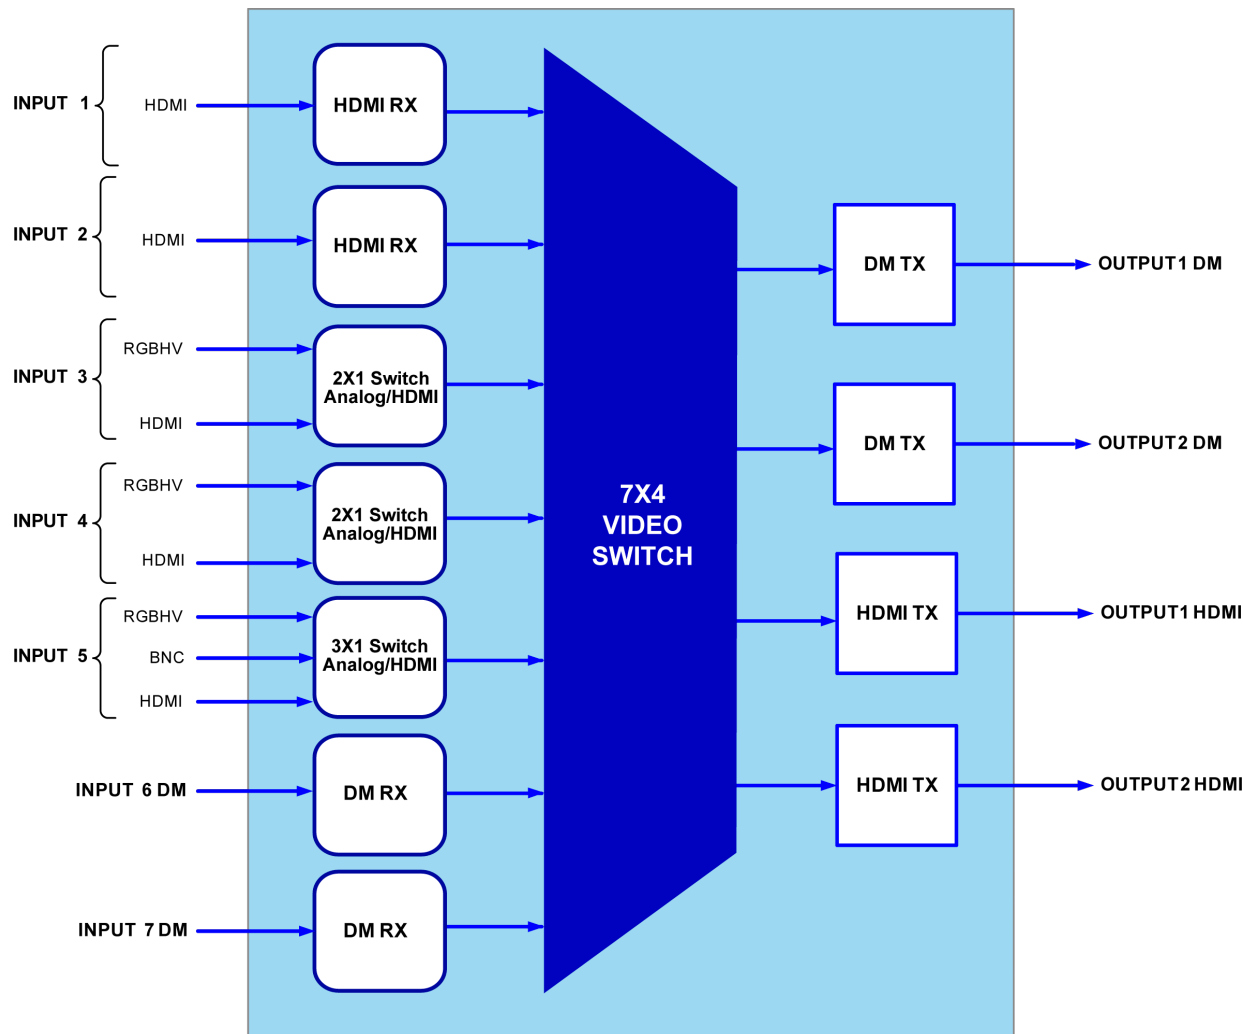 INPUT 1
HDMI
HDMI RX
INPUT 2
HDMI
HDMI RX
INPUT 3
RGBHV
HDMI
2X1 Switch
Analog/HDMI
INPUT 4
RGBHV
HDMI
2X1 Switch
Analog/HDMI
INPUT 5
RGBHV
BNC
HDMI
3X1 Switch
Analog/HDMI
INPUT 6 DM
DM RX
INPUT 7 DM
DM RX
7X4
VIDEO
SWITCH
DM TX
OUTPUT1 DM
DM TX
OUTPUT2 DM
HDMI TX
OUTPUT1 HDMI
HDMI TX
OUTPUT2 HDMI